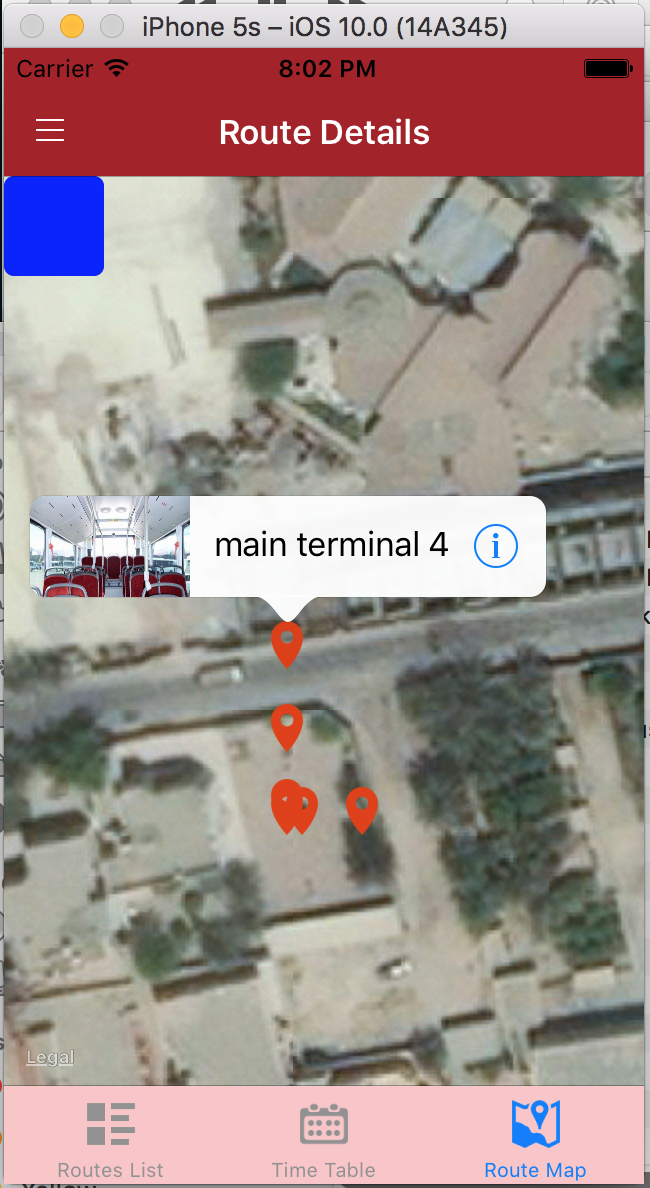 iPhone 5s – iOS 10.0 (14A345)
Carrier 8:02 PM
Route Details
main terminal 4
Legal
Routes List Time Table Route Map